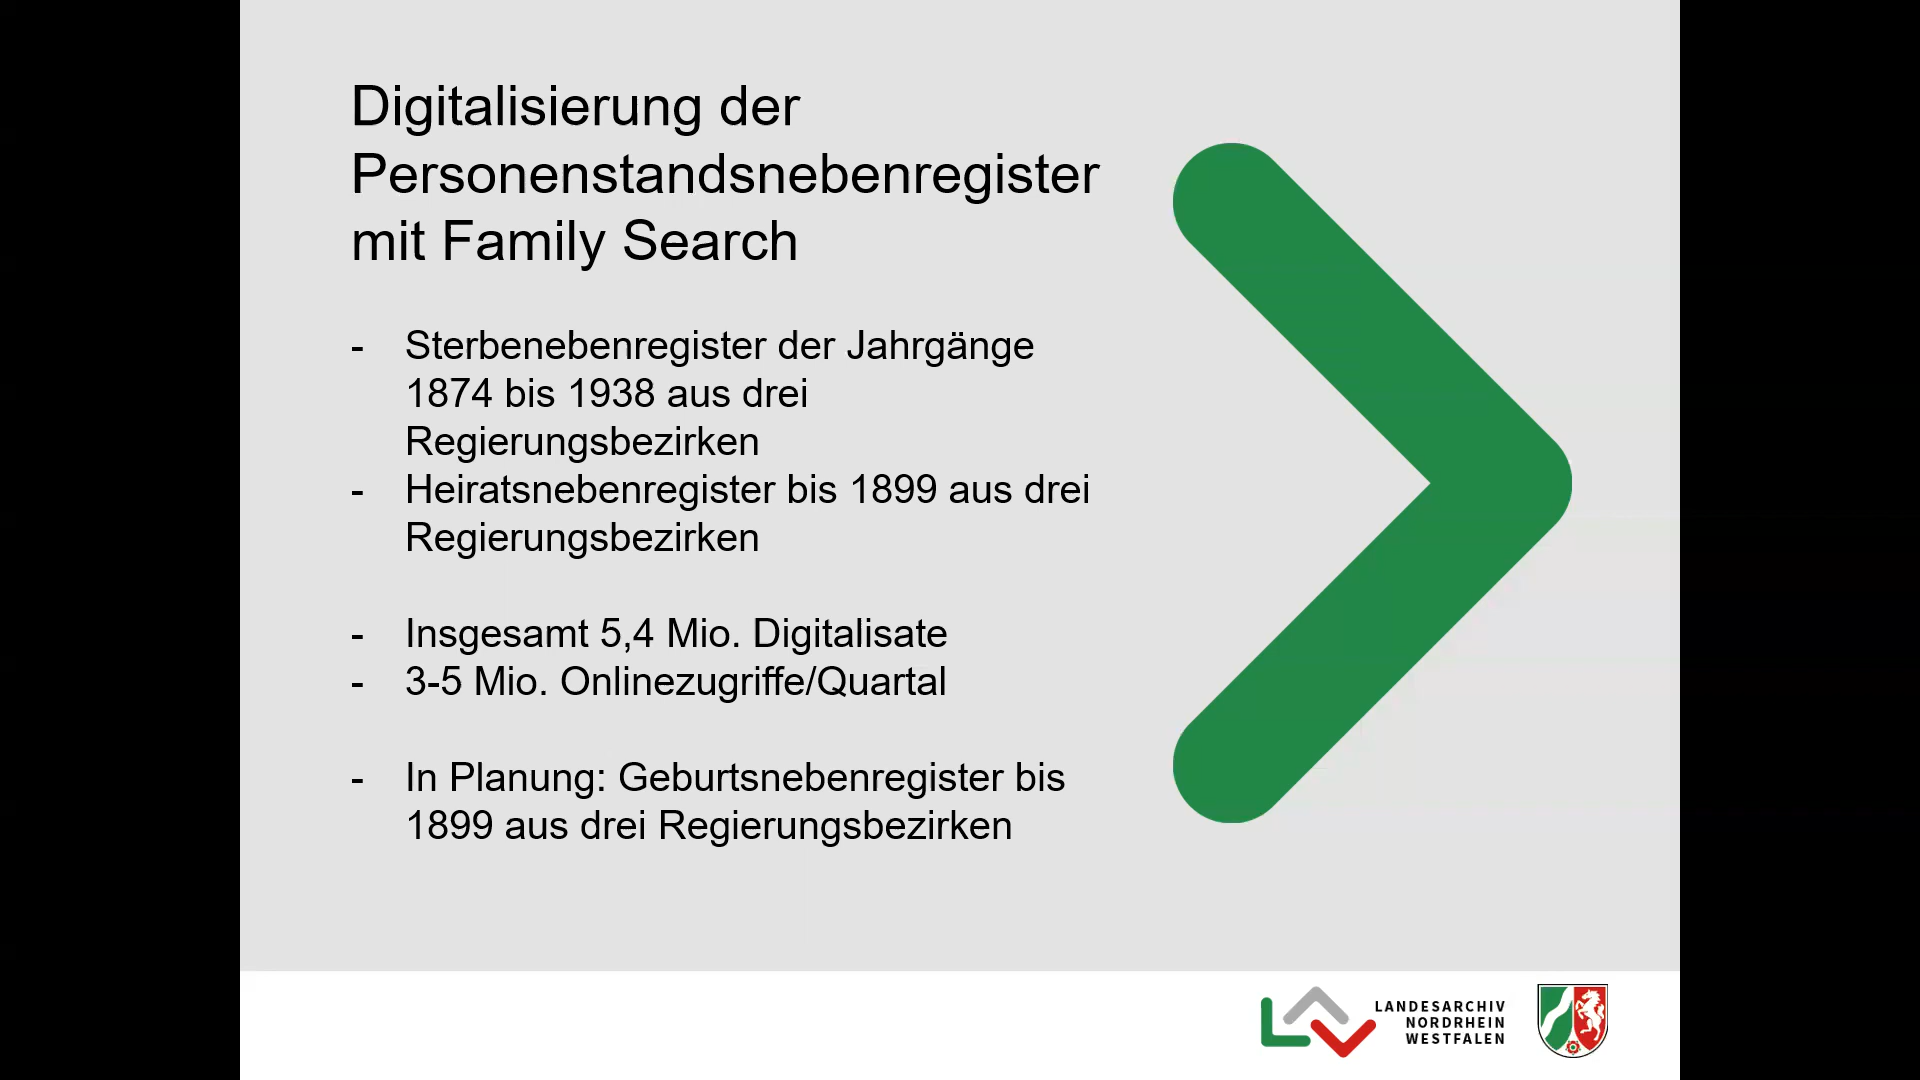 Digitalisierung der
Personenstandsnebenregister
mit Family Search
- Sterbenebenregister der Jahrgänge
1874 bis 1938 aus drei
Regierungsbezirken
- Heiratsnebenregister bis 1899 aus drei
Regierungsbezirken
- Insgesamt 5,4 Mio. Digitalisate
- 3-5 Mio. Onlinezugriffe/Quartal
- In Planung: Geburtsnebenregister bis
1899 aus drei Regierungsbezirken
LANDESARCHIV
NORDRHEIN
WESTFALEN